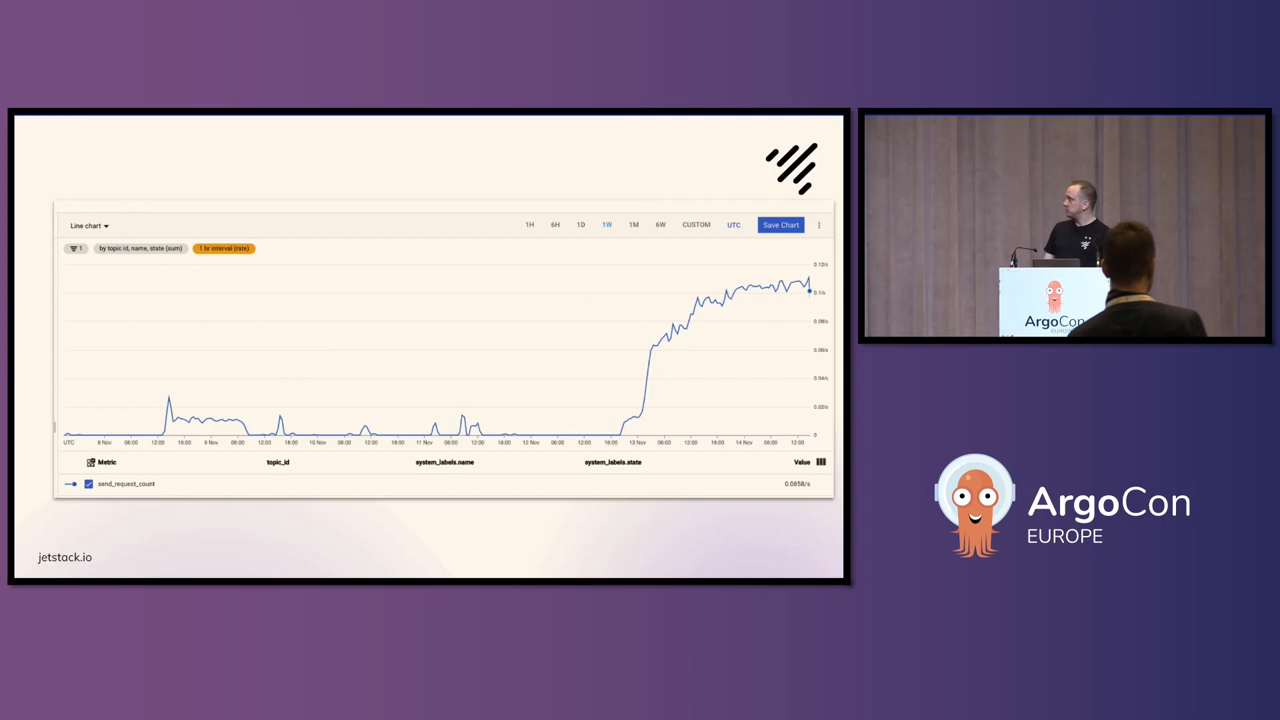 Line chart
1H 6H 1D 1W 1M 6W CUSTOM UTC Save Chart
1 by topic id, name, state (sum) 1 hr interval (rate)
0.12/s
0.1/s
0.08/s
0.06/s
0.04/s
0.02/s
0
UTC 8 Nov 06:00 12:00 18:00 9 Nov 06:00 12:00 18:00 10 Nov 06:00 12:00 18:00 11 Nov 06:00 12:00 18:00 12 Nov 06:00 12:00 18:00 13 Nov 06:00 12:00 18:00 14 Nov 06:00 12:00
Metric topic_id system_labels.name system_labels.state Value
send_request_count 0.0858/s
jetstack.io
ArgoCon
EUROPE
ArgoCon
EUROPE